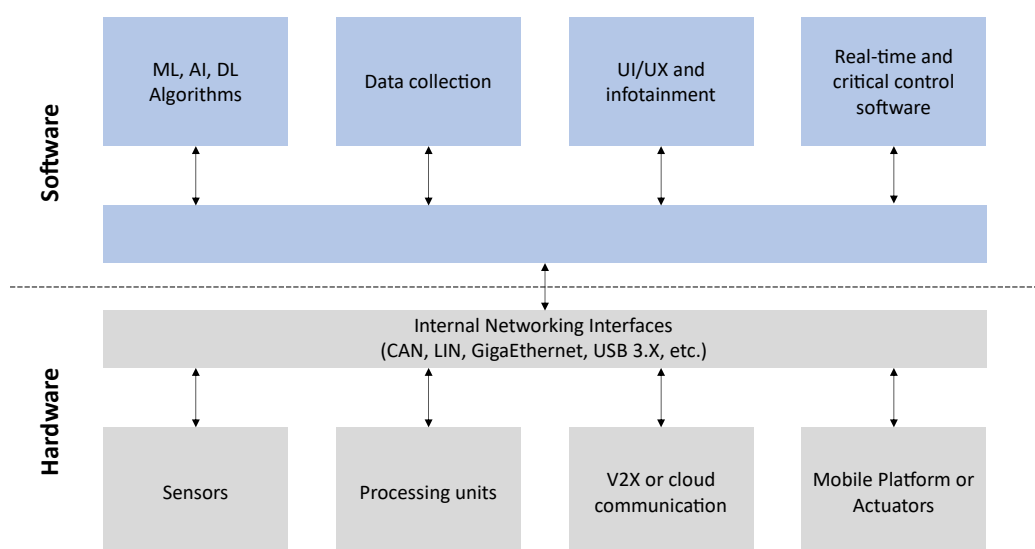 Software
ML, AI, DL
Algorithms
Data collection
UI/UX and
infotainment
Real-time and
critical control
software
Hardware
Internal Networking Interfaces
(CAN, LIN, GigaEthernet, USB 3.X, etc.)
Sensors
Processing units
V2X or cloud
communication
Mobile Platform or
Actuators